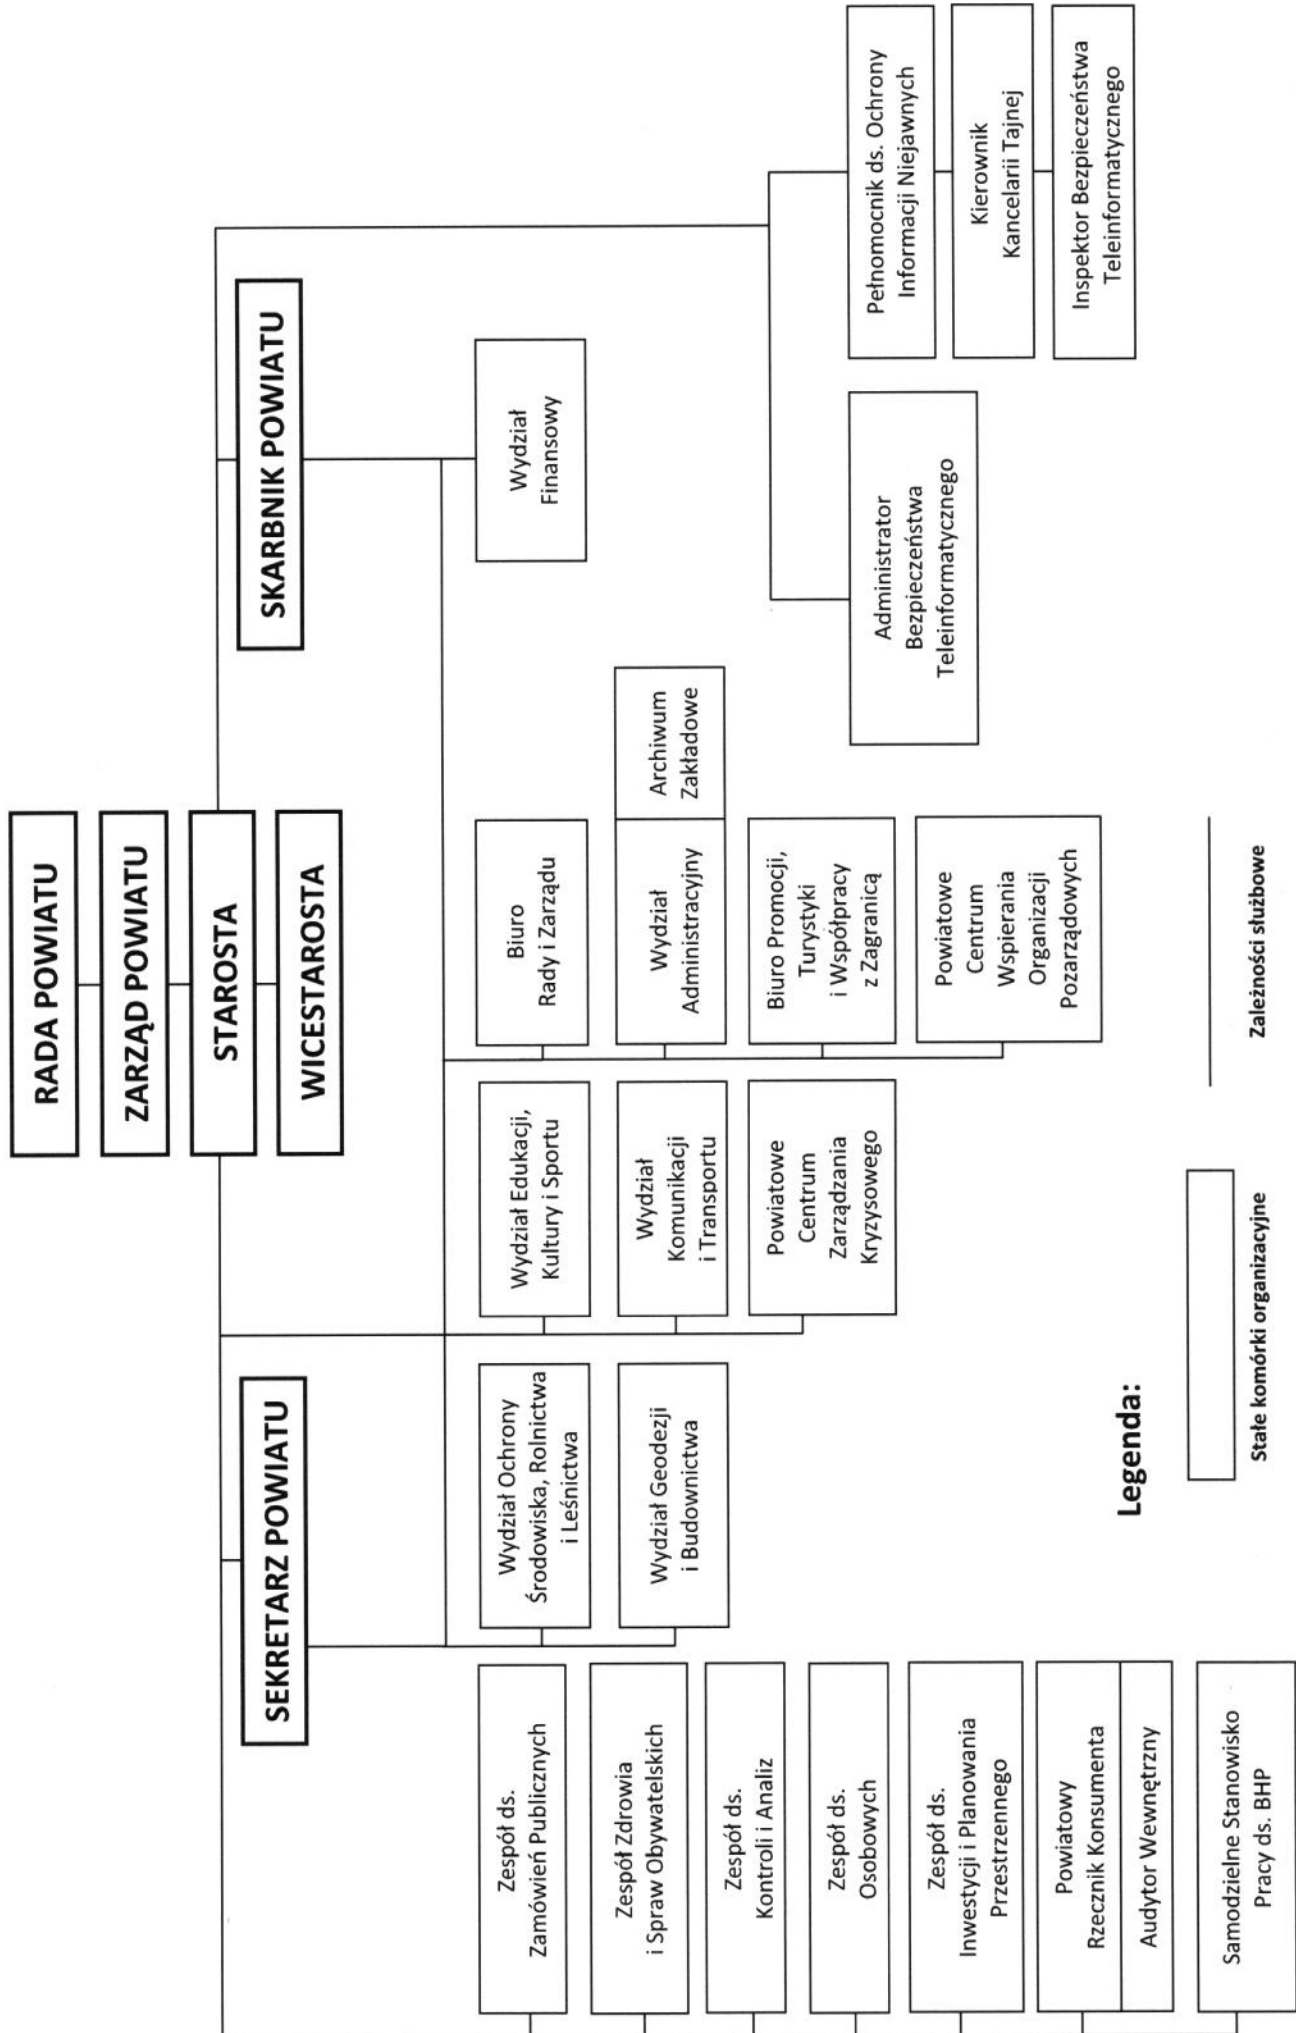 RADA POWIATU
ZARZĄD POWIATU
STAROSTA
WICESTAROSTA
SEKRETARZ POWIATU
SKARBNIK POWIATU
Zespół ds.
Zamówień Publicznych
Zespół Zdrowia
i Spraw Obywatelskich
Zespół ds.
Kontroli i Analiz
Zespół ds.
Osobowych
Zespół ds.
Inwestycji i Planowania
Przestrzennego
Powiatowy
Rzecznik Konsumenta
Audytor Wewnętrzny
Samodzielne Stanowisko
Pracy ds. BHP
Wydział Ochrony
Środowiska, Rolnictwa
i Leśnictwa
Wydział Geodezji
i Budownictwa
Wydział Edukacji,
Kultury i Sportu
Wydział
Komunikacji
i Transportu
Powiatowe
Centrum
Zarządzania
Kryzysowego
Biuro
Rady i Zarządu
Wydział
Administracyjny
Archiwum
Zakładowe
Biuro Promocji,
Turystyki
i Współpracy
z Zagranicą
Powiatowe
Centrum
Wspierania
Organizacji
Pozarządowych
Wydział
Finansowy
Administrator
Bezpieczeństwa
Teleinformatycznego
Pełnomocnik ds. Ochrony
Informacji Niejawnych
Kierownik
Kancelarii Tajnej
Inspektor Bezpieczeństwa
Teleinformatycznego
Legenda:
Stałe komórki organizacyjne
Zależności służbowe